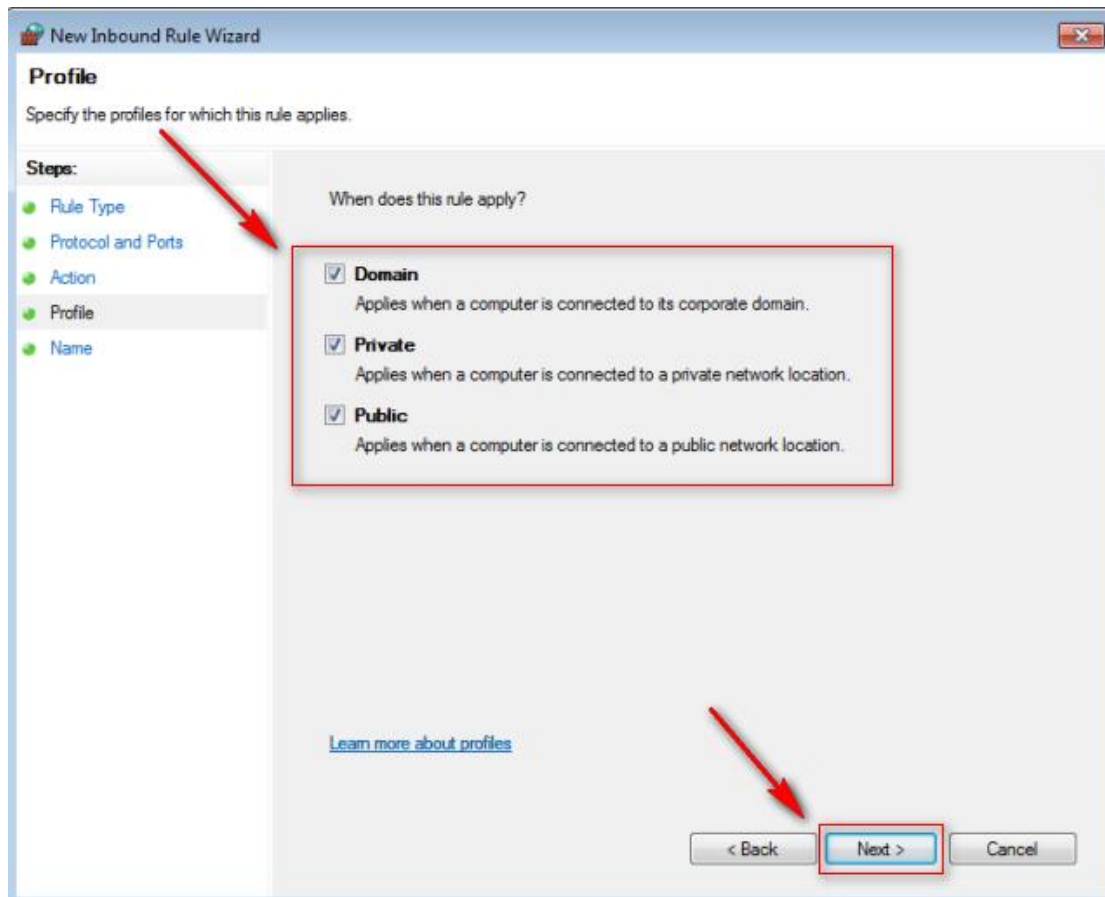 New Inbound Rule Wizard
Profile
Specify the profiles for which this rule applies.
Steps:
Rule Type
Protocol and Ports
Action
Profile
Name
When does this rule apply?
Domain
Applies when a computer is connected to its corporate domain.
Private
Applies when a computer is connected to a private network location.
Public
Applies when a computer is connected to a public network location.
Learn more about profiles
< Back
Next >
Cancel